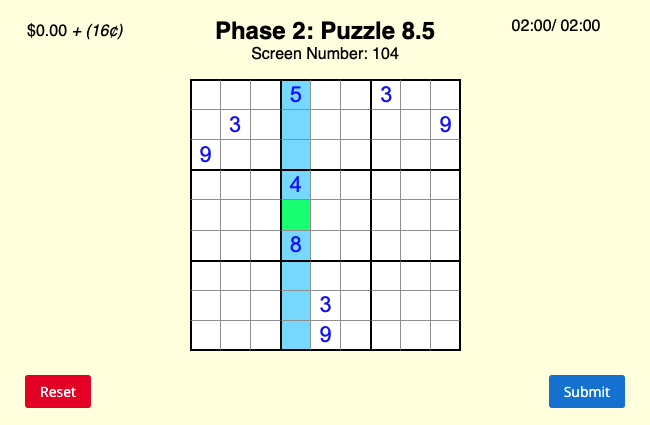 $0.00 + (16¢)
Phase 2: Puzzle 8.5
02:00/ 02:00
Screen Number: 104
5 3
3 9
9
4
8
3
9
Reset
Submit